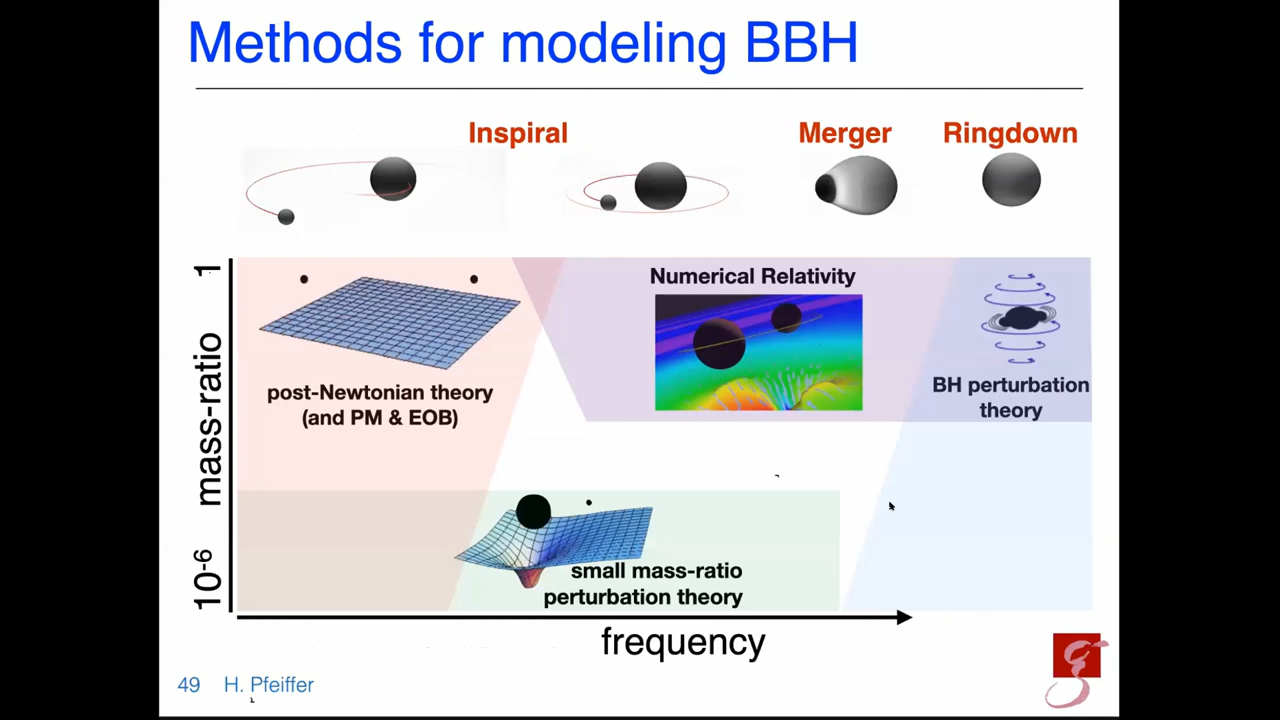 Methods for modeling BBH
Inspiral
Merger
Ringdown
1
mass-ratio
10⁻⁶
Numerical Relativity
post-Newtonian theory
(and PM & EOB)
BH perturbation
theory
small mass-ratio
perturbation theory
frequency
49 H. Pfeiffer